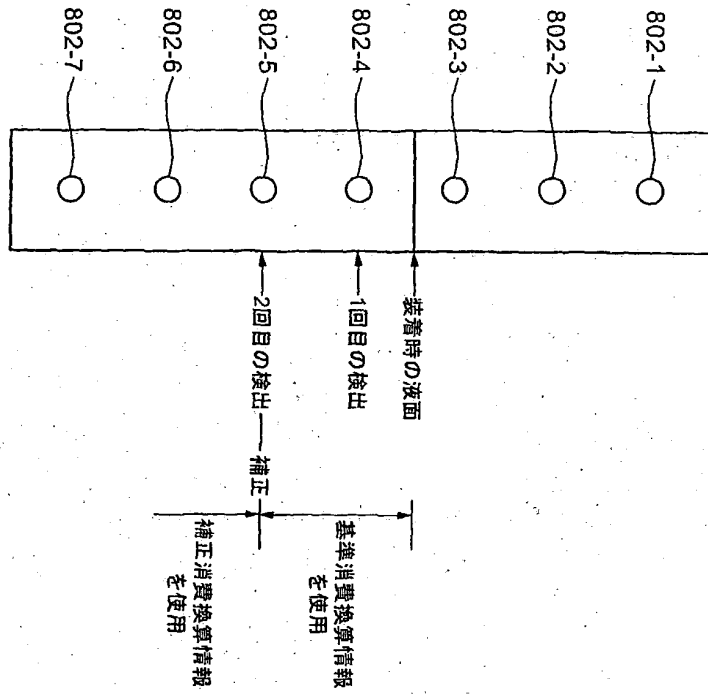 802-1
802-2
802-3
802-4
802-5
802-6
802-7
装着時の液面
1回目の検出
2回目の検出
補正
基準消費換算情報
を使用
補正消費換算情報
を使用